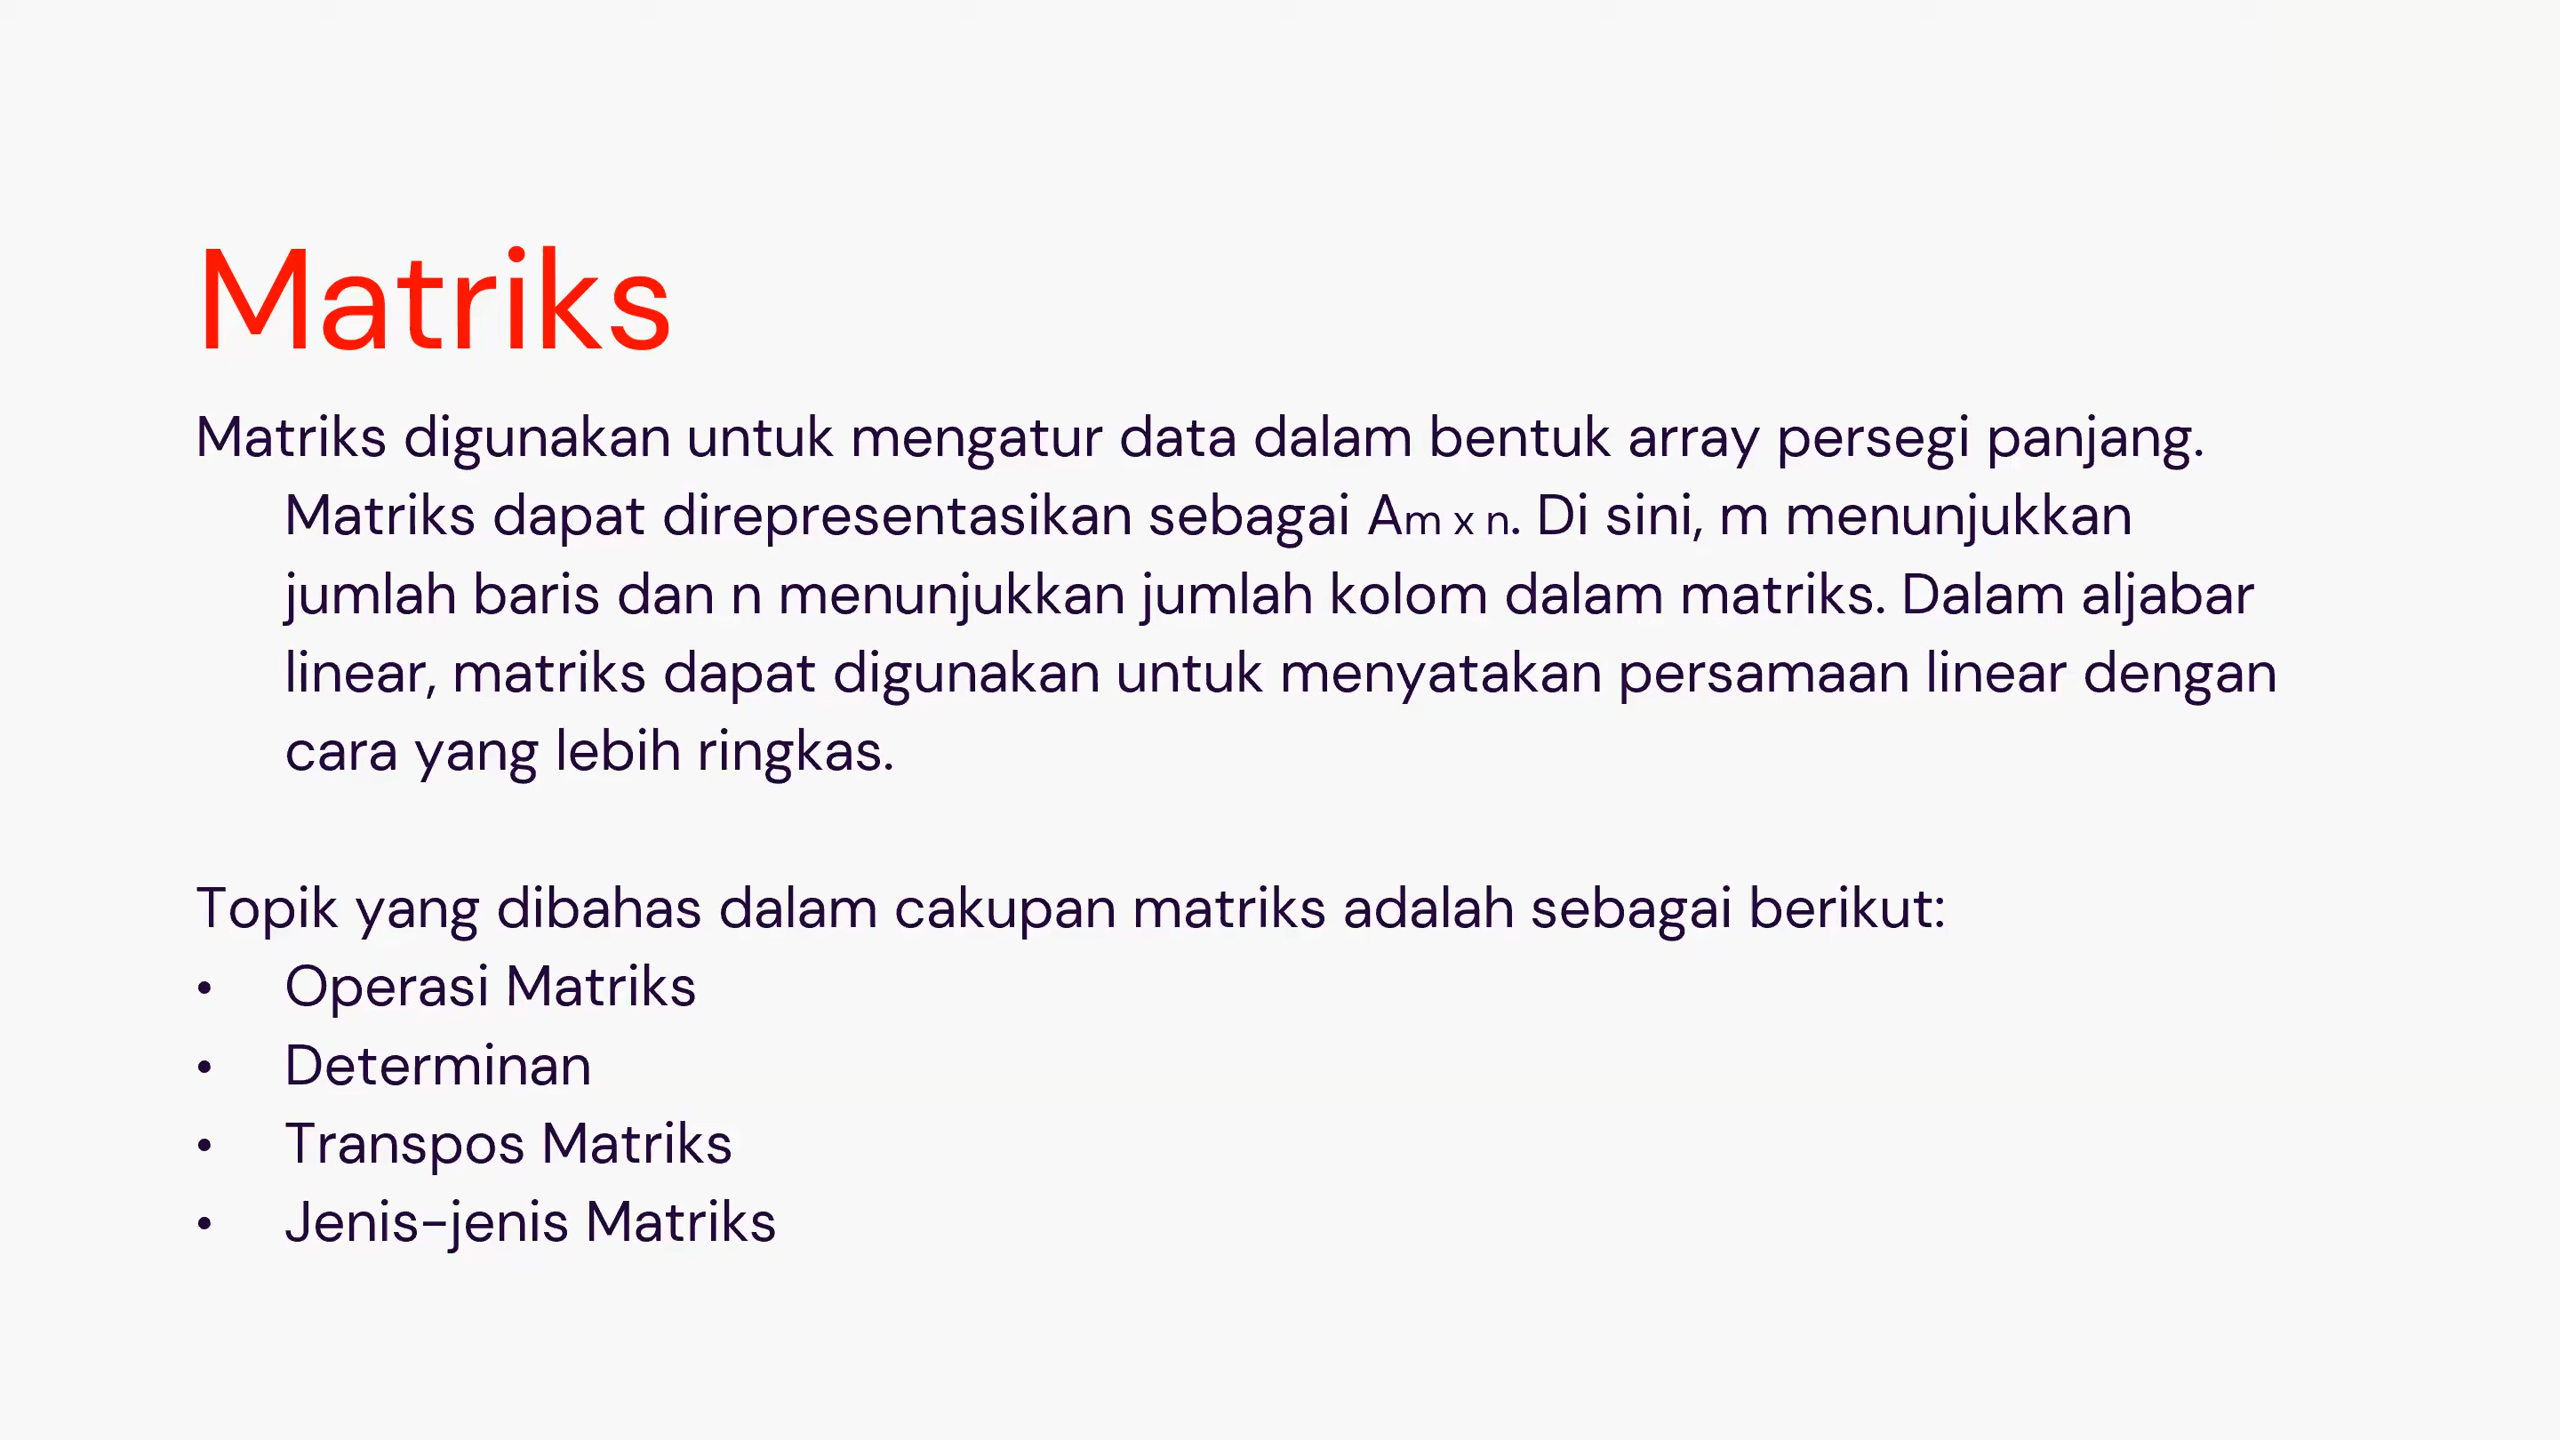 Matriks
Matriks digunakan untuk mengatur data dalam bentuk array persegi panjang.
Matriks dapat direpresentasikan sebagai Am x n. Di sini, m menunjukkan
jumlah baris dan n menunjukkan jumlah kolom dalam matriks. Dalam aljabar
linear, matriks dapat digunakan untuk menyatakan persamaan linear dengan
cara yang lebih ringkas.
Topik yang dibahas dalam cakupan matriks adalah sebagai berikut:
• Operasi Matriks
• Determinan
• Transpos Matriks
• Jenis-jenis Matriks